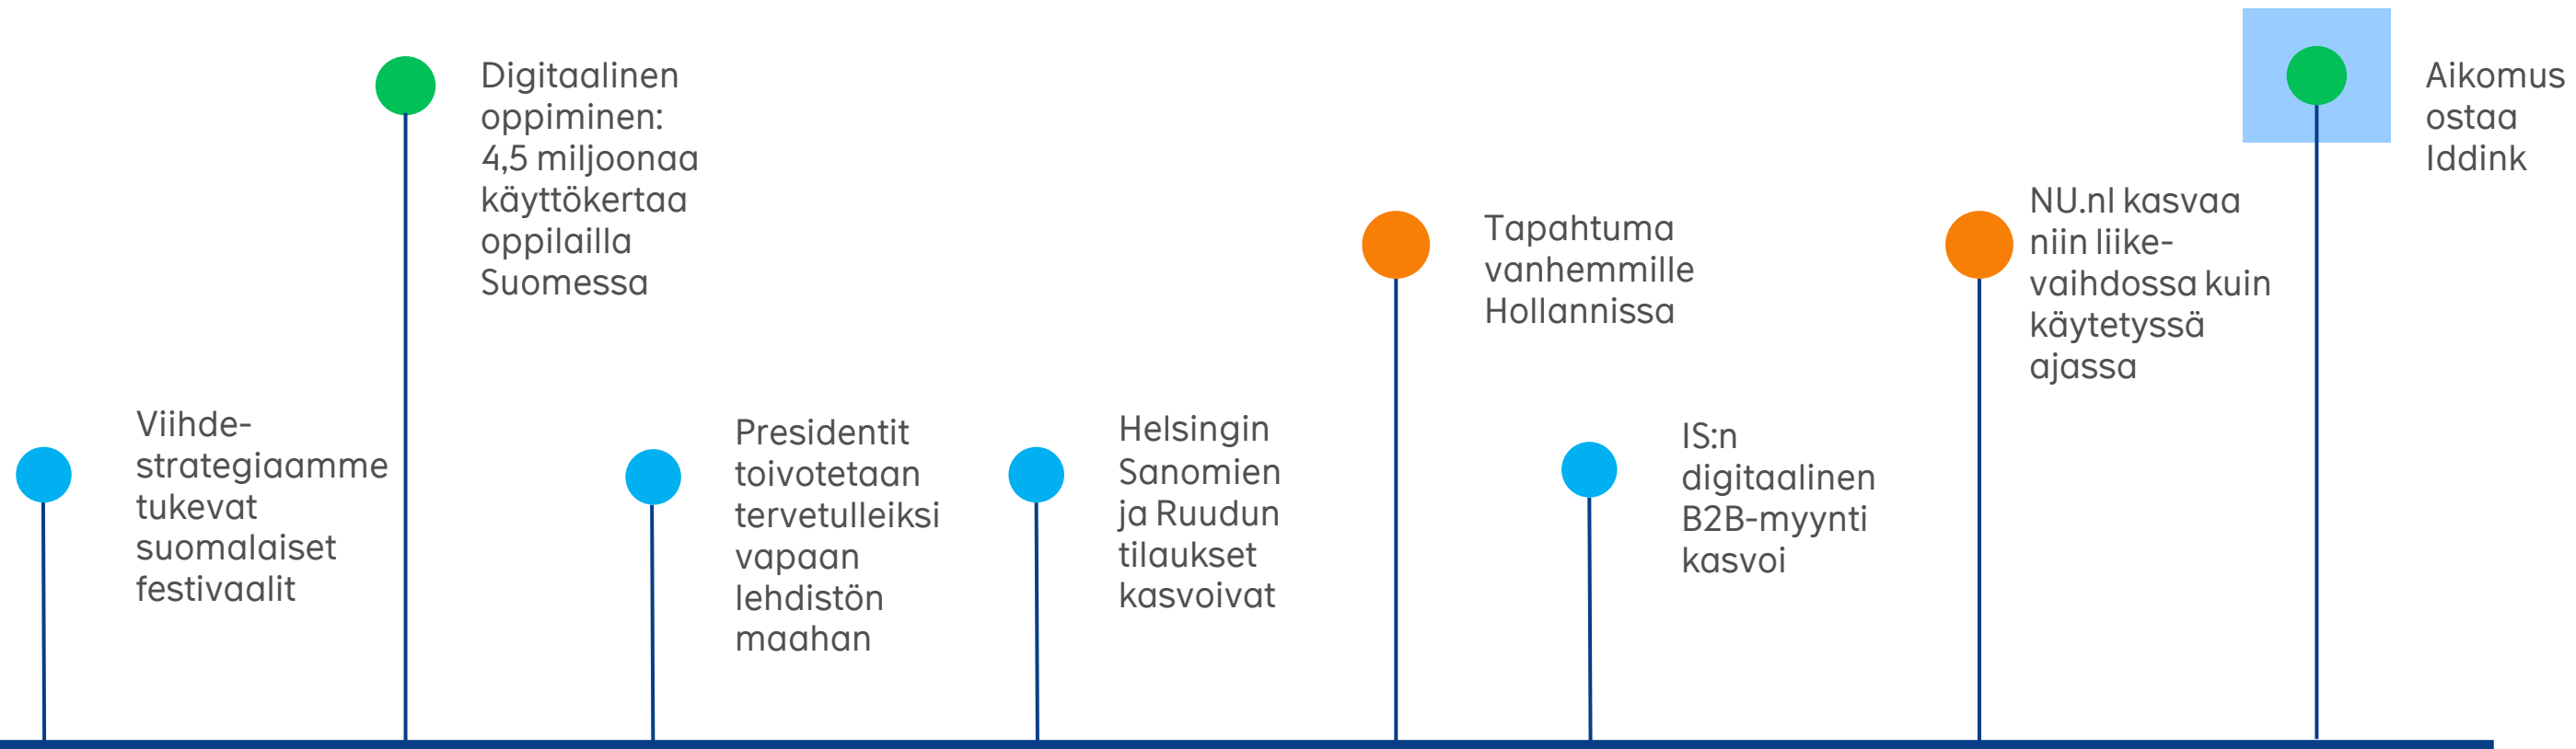 Viihde-
strategiaamme
tukevat
suomalaiset
festivaalit
Digitaalinen
oppiminen:
4,5 miljoonaa
käyttökertaa
oppilailla
Suomessa
Presidentit
toivotetaan
tervetulleiksi
vapaan
lehdistön
maahan
Helsingin
Sanomien
ja Ruudun
tilaukset
kasvoivat
Tapahtuma
vanhemmille
Hollannissa
IS:n
digitaalinen
B2B-myynti
kasvoi
NU.nl kasvaa
niin liike-
vaihdossa kuin
käytetyssä
ajassa
Aikomus
ostaa
Iddink